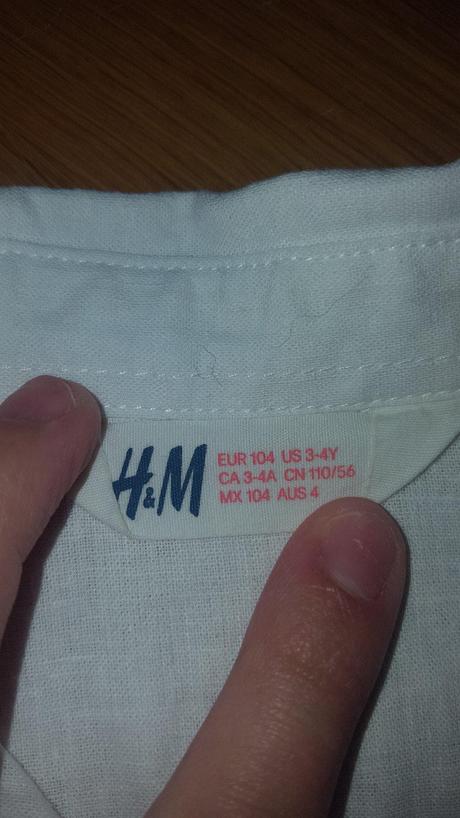 H&M
EUR 104 US 3-4Y
CA 3-4A CN 110/56
MX 104 AUS 4